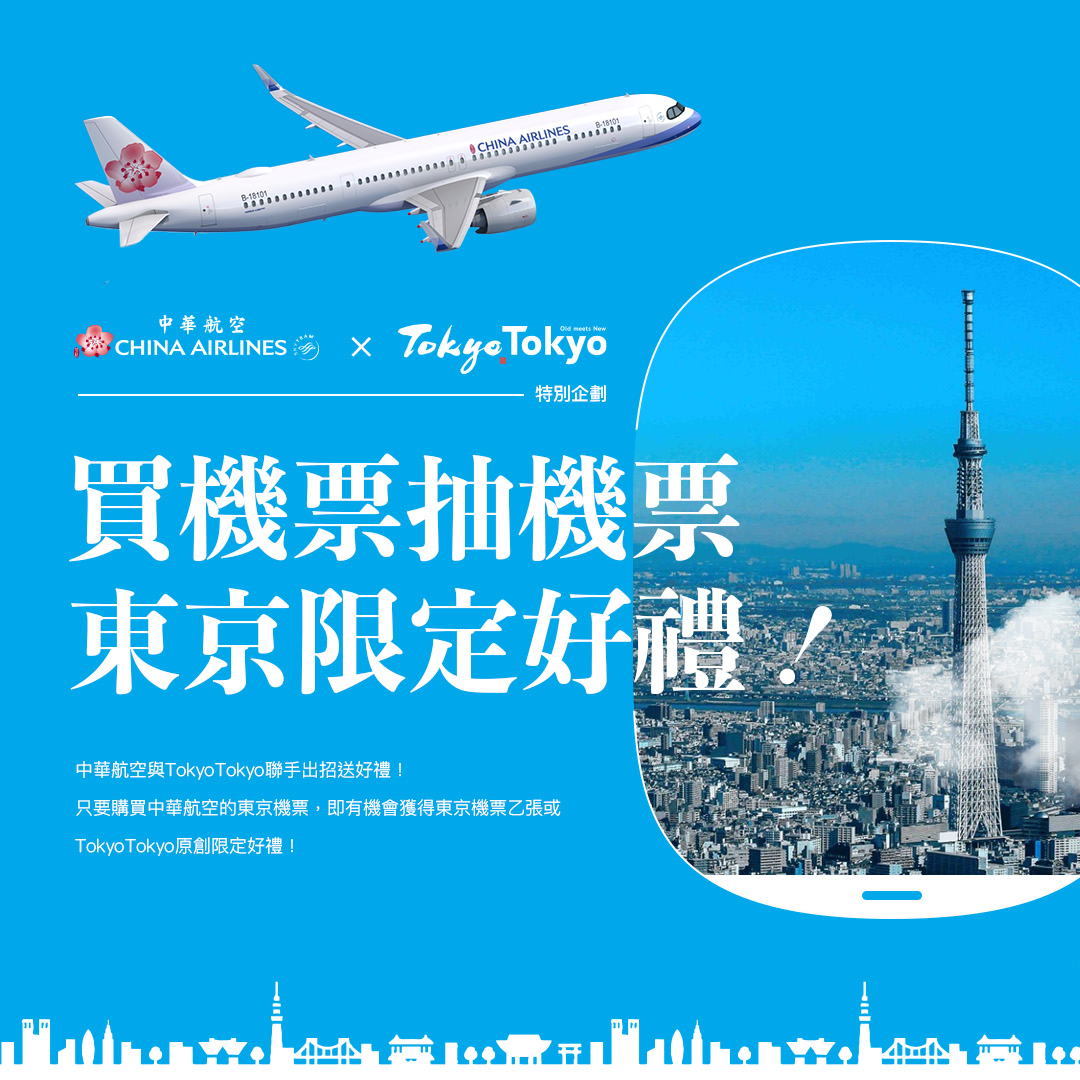 CHINA AIRLINES
B-18101
B-18101
中華航空
CHINA AIRLINES
×
Old meets New
Tokyo Tokyo
特別企劃
買機票抽機票
東京限定好禮！
中華航空與TokyoTokyo聯手出招送好禮！
只要購買中華航空的東京機票，即有機會獲得東京機票乙張或
TokyoTokyo原創限定好禮！